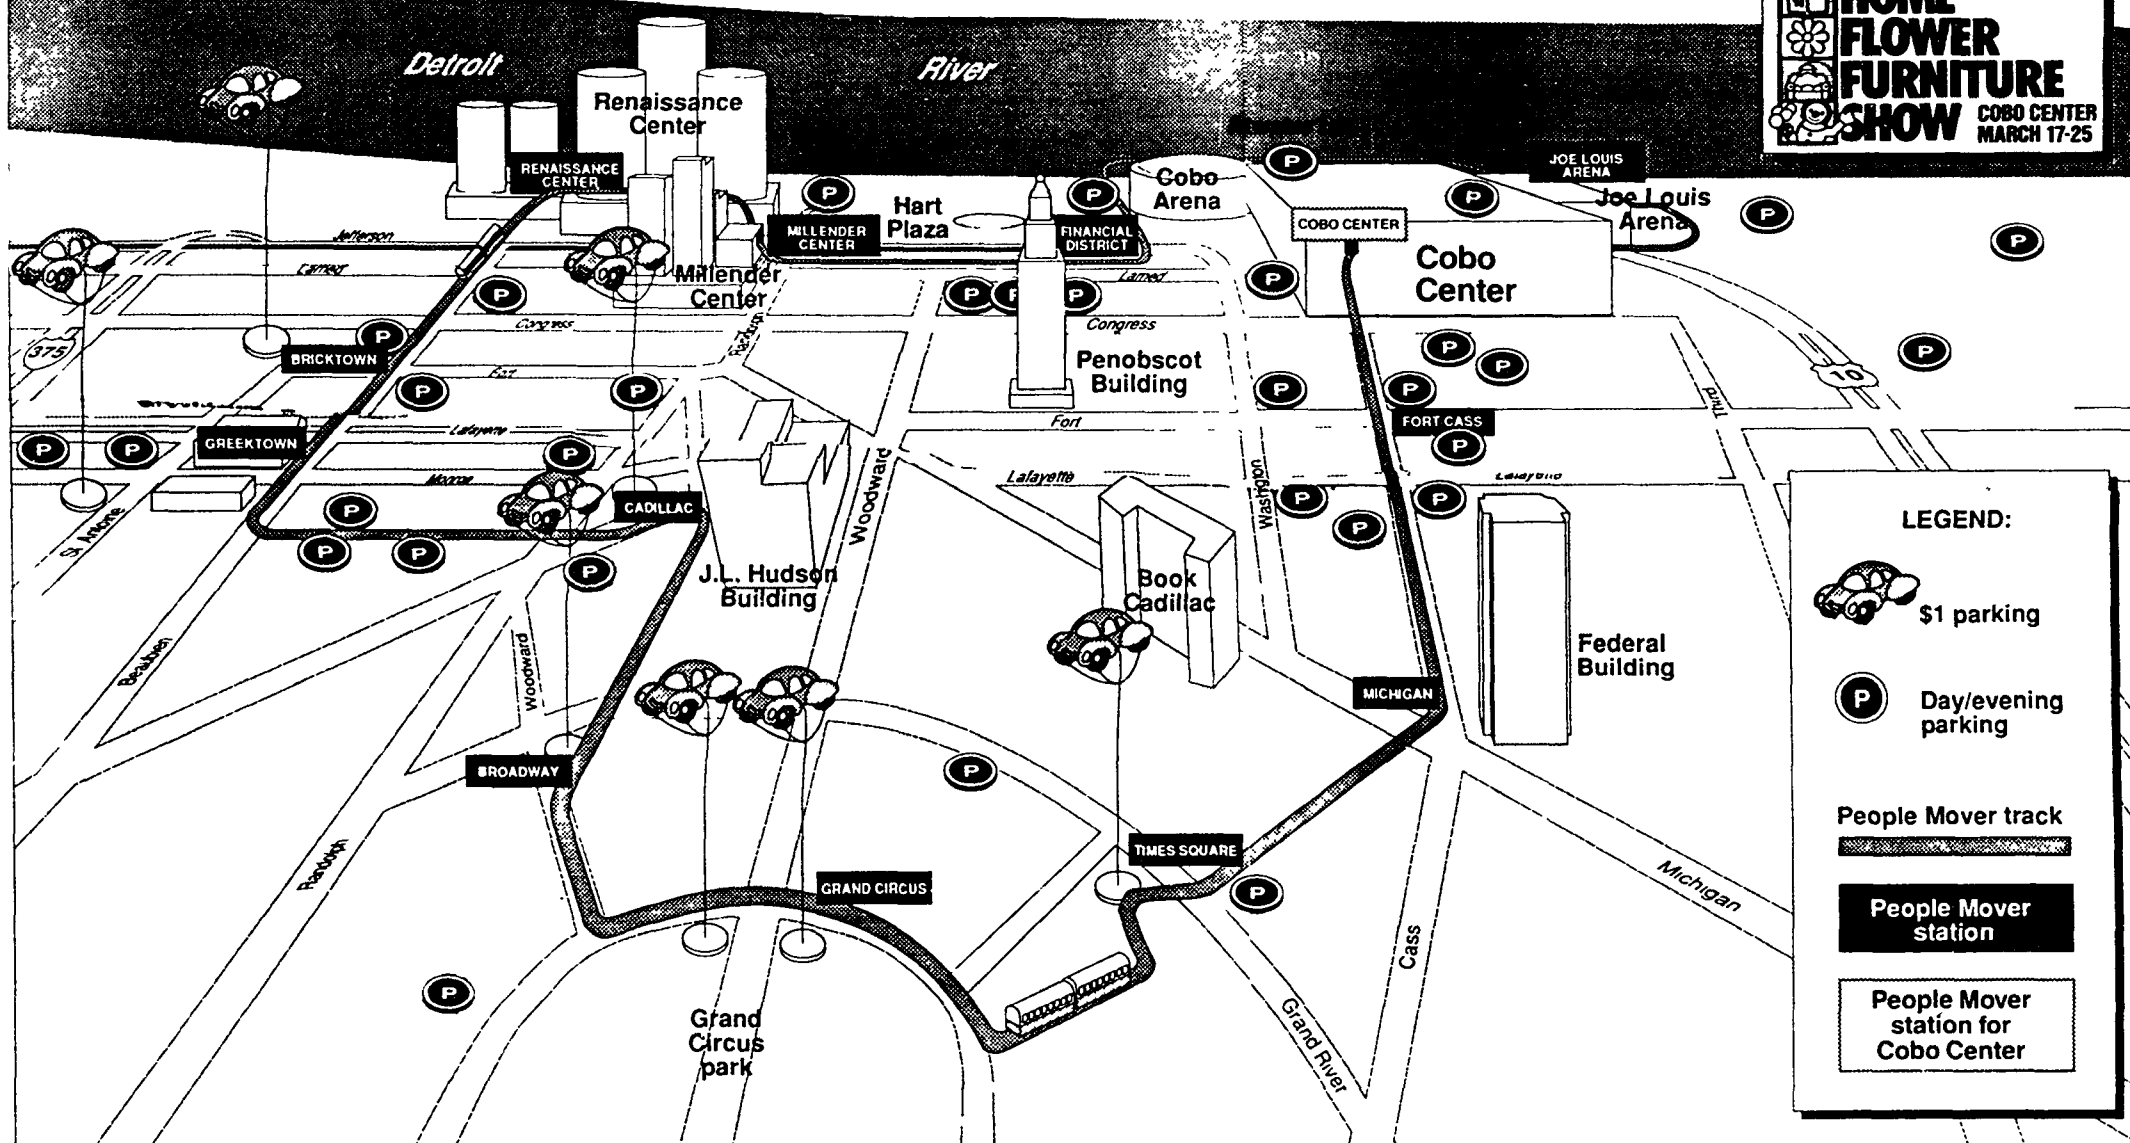 HOME
FLOWER
FURNITURE
SHOW
COBO CENTER
MARCH 17-25
Detroit
River
Renaissance
Center
RENAISSANCE
CENTER
JOE LOUIS
ARENA
Cobo
Arena
Joe Louis
Arena
P
P
P
P
P
P
Hart
Plaza
MILLENDER
CENTER
FINANCIAL
DISTRICT
COBO CENTER
Jefferson
Larned
Larned
Millender
Center
Cobo
Center
P
P
P
P
P
Congress
Congress
Randolph
375
P
BRICKTOWN
Penobscot
Building
P
P
P
10
Fort
P
P
P
P
Third
Fort
FORT CASS
P
GREEKTOWN
P
P
Lafayette
P
Monroe
Woodward
Lafayette
Washington
Lafayette
P
P
P
CADILLAC
P
St. Antoine
P
P
P
J.L. Hudson
Building
Book
Cadillac
Beaubien
Woodward
Federal
Building
MICHIGAN
BROADWAY
P
TIMES SQUARE
Randolph
GRAND CIRCUS
P
Michigan
Cass
P
Grand
Circus
park
Grand River
LEGEND:
$1 parking
P
Day/evening
parking
People Mover track
People Mover
station
People Mover
station for
Cobo Center